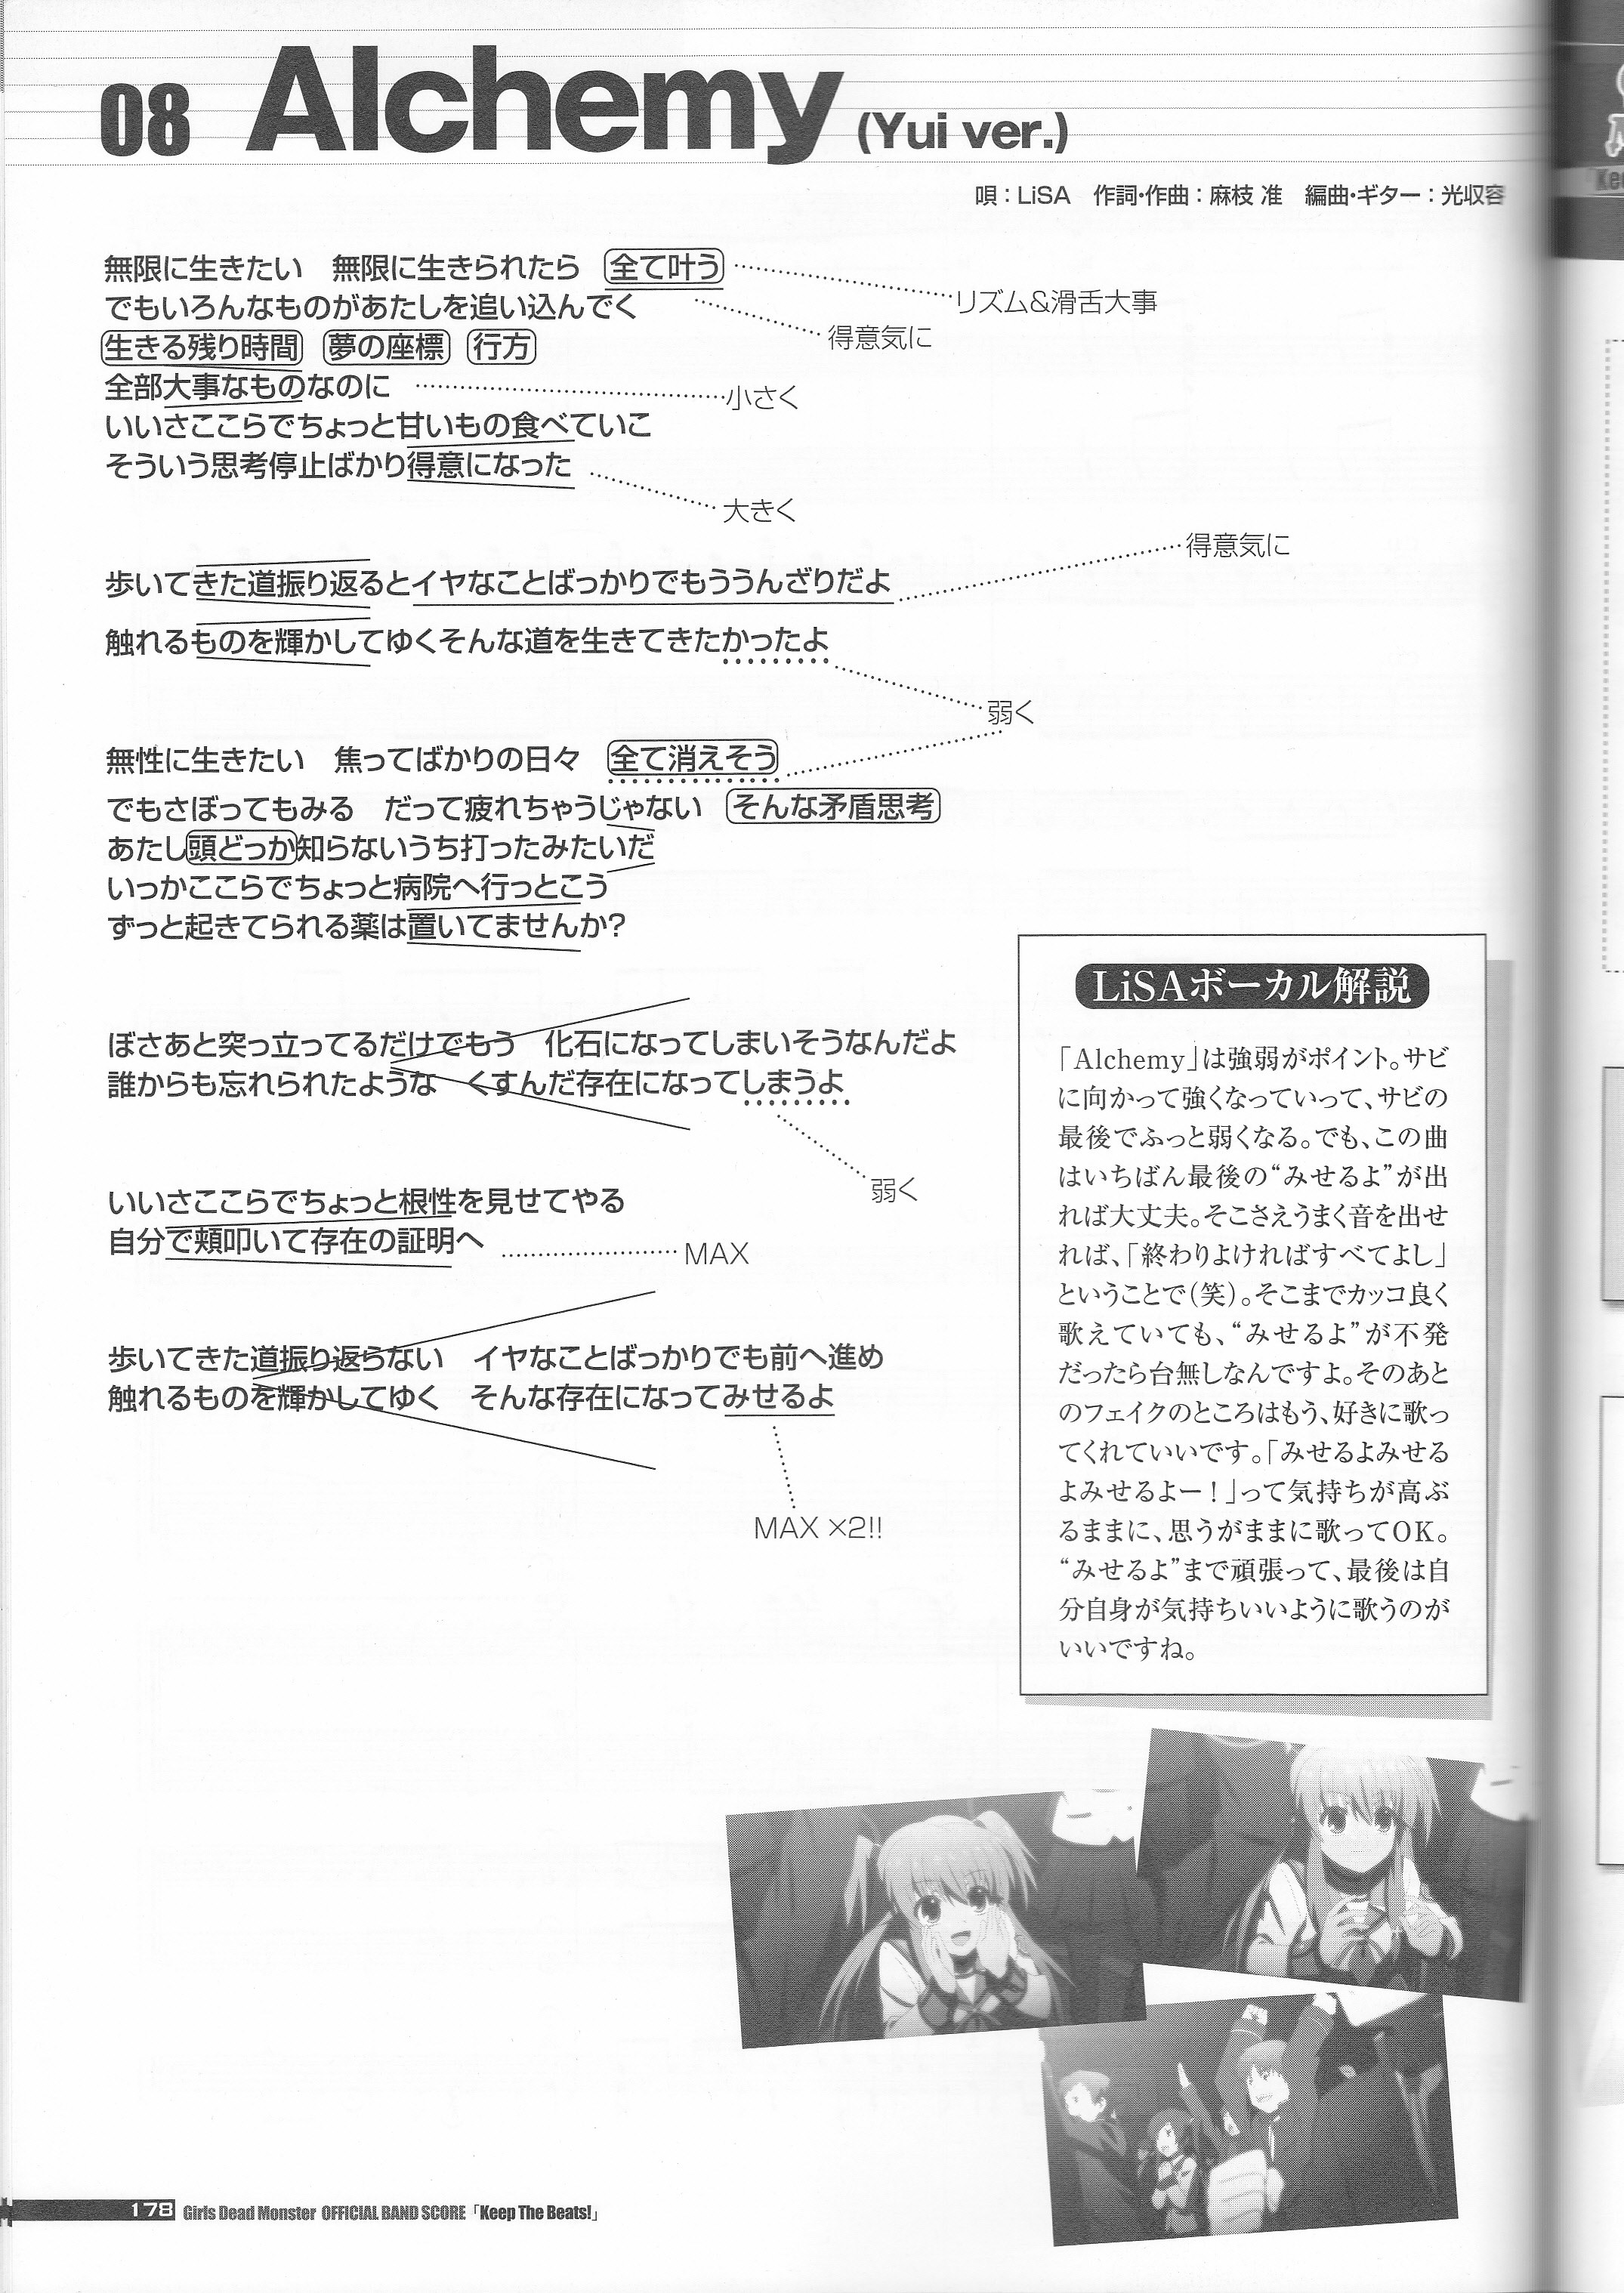 08 Alchemy (Yui ver.)
唄：LiSA　作詞・作曲：麻枝 准　編曲・ギター：光収容
無限に生きたい　無限に生きられたら　全て叶う
リズム&滑舌大事
でもいろんなものがあたしを追い込んでく
得意気に
生きる残り時間　夢の座標　行方
全部大事なものなのに
小さく
いいさここらでちょっと甘いもの食べていこ
そういう思考停止ばかり得意になった
大きく
得意気に
歩いてきた道振り返るとイヤなことばっかりでもううんざりだよ
触れるものを輝かしてゆくそんな道を生きてきたかったよ
弱く
無性に生きたい　焦ってばかりの日々　全て消えそう
でもさぼってもみる　だって疲れちゃうじゃない　そんな矛盾思考
あたし頭どっか知らないうち打ったみたいだ
いっかここらでちょっと病院へ行っとこう
ずっと起きてられる薬は置いてませんか?
ぼさあと突っ立ってるだけでもう　化石になってしまいそうなんだよ
誰からも忘れられたような　くすんだ存在になってしまうよ
弱く
いいさここらでちょっと根性を見せてやる
自分で頬叩いて存在の証明へ
MAX
歩いてきた道振り返らない　イヤなことばっかりでも前へ進め
触れるものを輝かしてゆく　そんな存在になってみせるよ
MAX ×2!!
LiSAボーカル解説
「Alchemy」は強弱がポイント。サビ
に向かって強くなっていって、サビの
最後でふっと弱くなる。でも、この曲
はいちばん最後の“みせるよ”が出
れば大丈夫。そこさえうまく音を出せ
れば、「終わりよければすべてよし」
ということで（笑）。そこまでカッコ良く
歌えていても、“みせるよ”が不発
だったら台無しなんですよ。そのあと
のフェイクのところはもう、好きに歌っ
てくれていいです。「みせるよみせる
よみせるよー！」って気持ちが高ぶ
るままに、思うがままに歌ってOK。
“みせるよ”まで頑張って、最後は自
分自身が気持ちいいように歌うのが
いいですね。
178 Girls Dead Monster OFFICIAL BAND SCORE「Keep The Beats!」